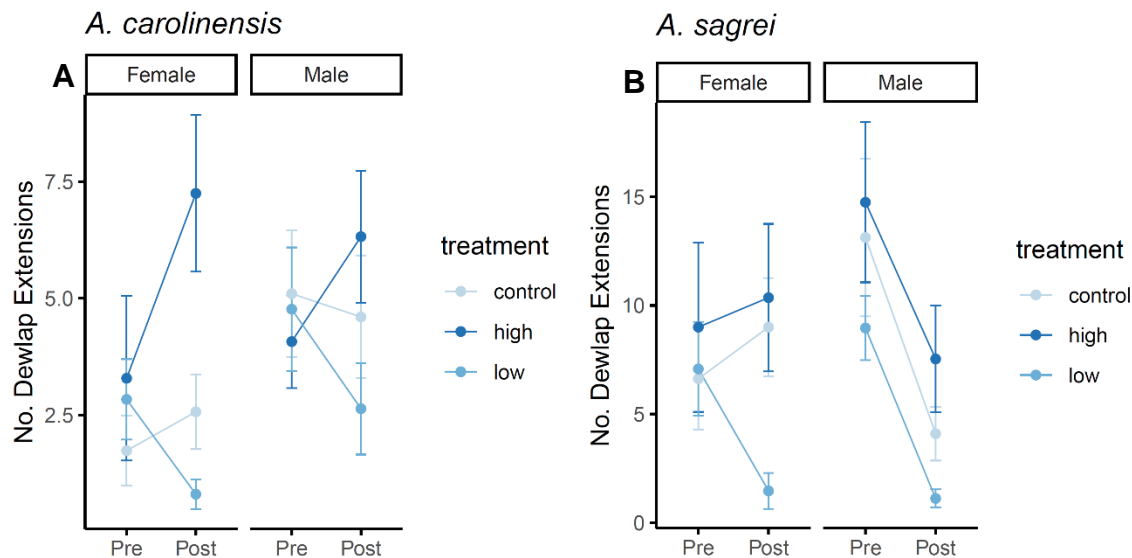 A. carolinensis
A
Female
Male
No. Dewlap Extensions
7.5
5.0
2.5
Pre
Post
Pre
Post
treatment
control
high
low
A. sagrei
B
Female
Male
No. Dewlap Extensions
15
10
5
0
Pre
Post
Pre
Post
treatment
control
high
low